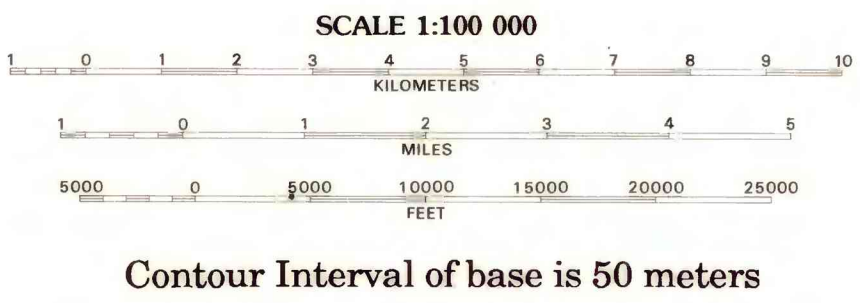 SCALE 1:100 000
1 0 1 2 3 4 5 6 7 8 9 10
KILOMETERS
1 0 1 2 3 4 5
MILES
5000 0 5000 10000 15000 20000 25000
FEET
Contour Interval of base is 50 meters